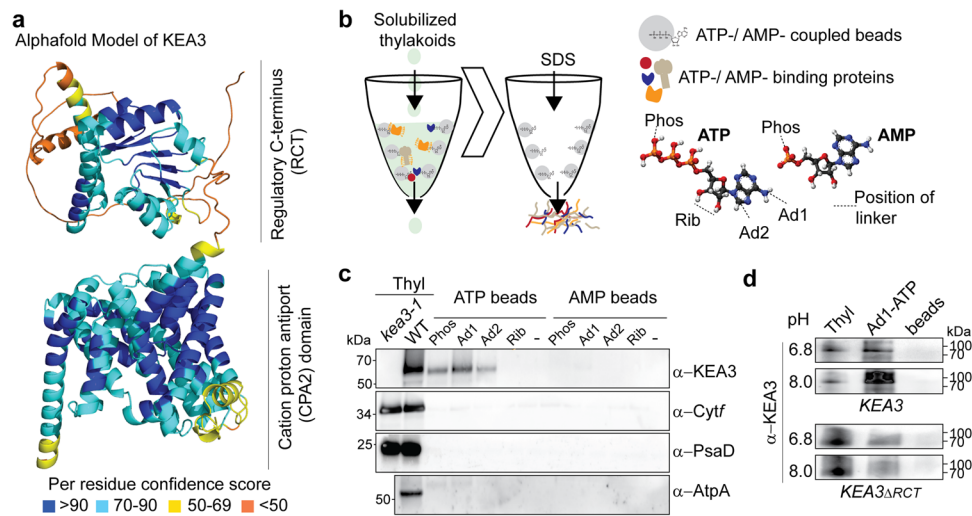 a
Alphafold Model of KEA3
Regulatory C-terminus
(RCT)
Cation proton antiport
(CPA2) domain
Per residue confidence score
>90 70-90 50-69 <50
b
Solubilized
thylakoids
SDS
ATP-/ AMP- coupled beads
ATP-/ AMP- binding proteins
Phos ATP Phos AMP
Rib Ad2 Ad1
Position of
linker
c
Thyl ATP beads AMP beads
kea3-1 WT Phos Ad1 Ad2 Rib - Phos Ad1 Ad2 Rib -
kDa
70
50
α-KEA3
34
α-Cytf
25
α-PsaD
50
α-AtpA
d
pH Thyl Ad1-ATP beads kDa
α-KEA3
6.8 100
70
8.0 100
70
KEA3
6.8 100
70
8.0 100
70
KEA3ΔRCT